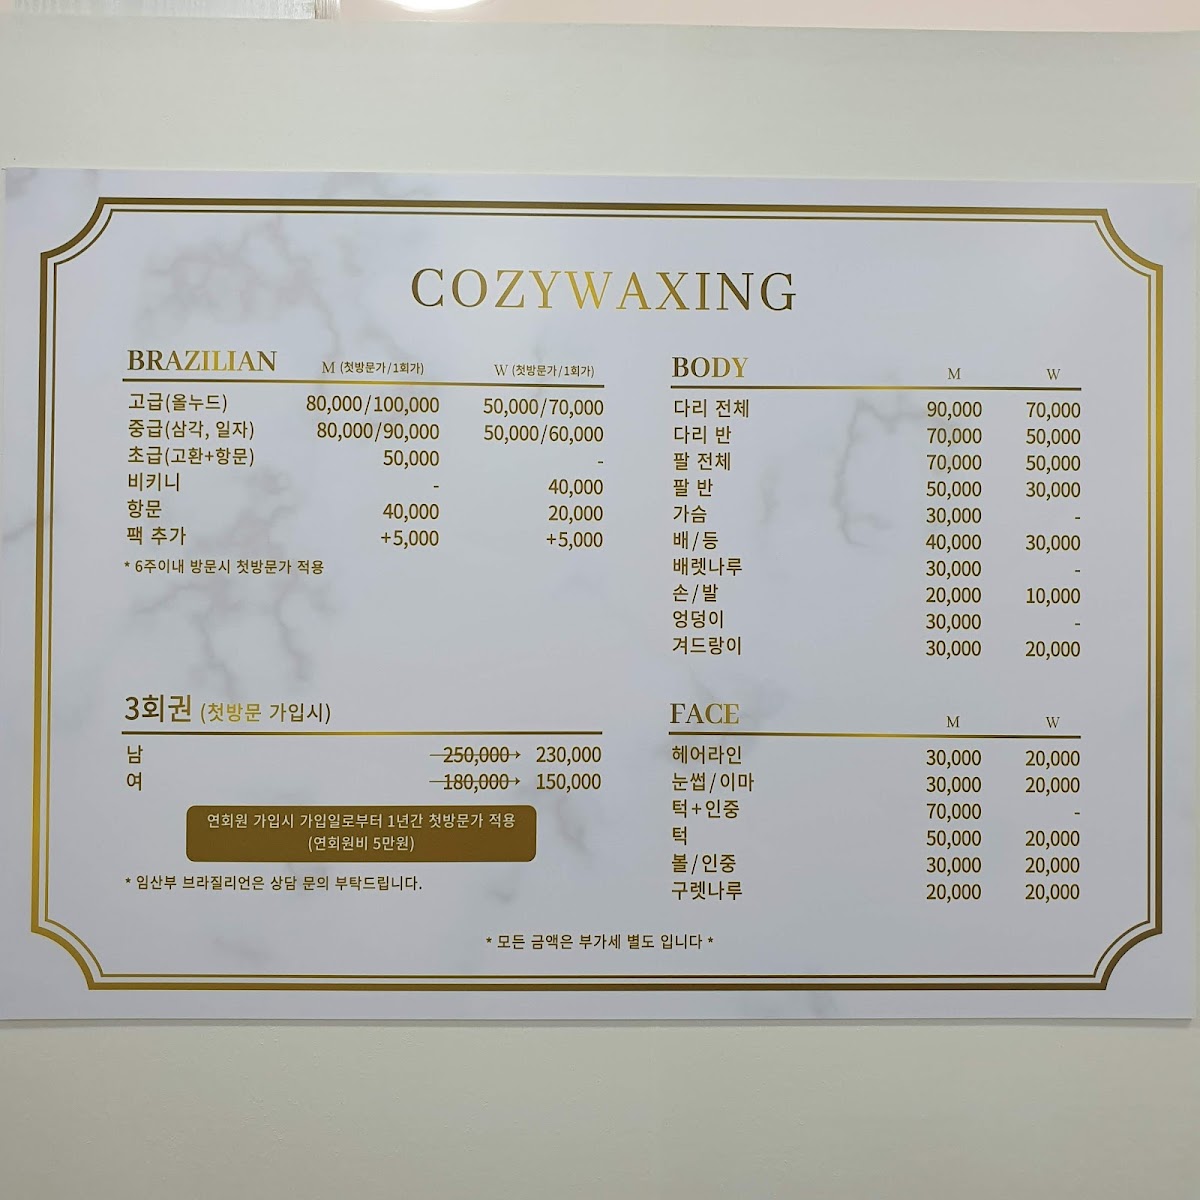 COZYWAXING
BRAZILIAN M (첫방문가/1회가) W (첫방문가/1회가)
고급(올누드) 80,000/100,000 50,000/70,000
중급(삼각, 일자) 80,000/90,000 50,000/60,000
초급(고환+항문) 50,000 -
비키니 - 40,000
항문 40,000 20,000
팩 추가 +5,000 +5,000
* 6주이내 방문시 첫방문가 적용
3회권 (첫방문 가입시)
남 250,000→ 230,000
여 180,000→ 150,000
연회원 가입시 가입일로부터 1년간 첫방문가 적용
(연회원비 5만원)
* 임산부 브라질리언은 상담 문의 부탁드립니다.
BODY M W
다리 전체 90,000 70,000
다리 반 70,000 50,000
팔 전체 70,000 50,000
팔 반 50,000 30,000
가슴 30,000 -
배/등 40,000 30,000
배렛나루 30,000 -
손/발 20,000 10,000
엉덩이 30,000 -
겨드랑이 30,000 20,000
FACE M W
헤어라인 30,000 20,000
눈썹/이마 30,000 20,000
턱+인중 70,000 -
턱 50,000 20,000
볼/인중 30,000 20,000
구렛나루 20,000 20,000
* 모든 금액은 부가세 별도 입니다 *